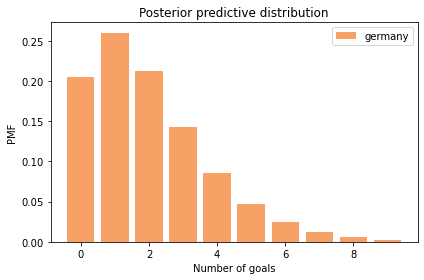 Posterior predictive distribution
germany
PMF
0.25
0.20
0.15
0.10
0.05
0.00
0 2 4 6 8
Number of goals